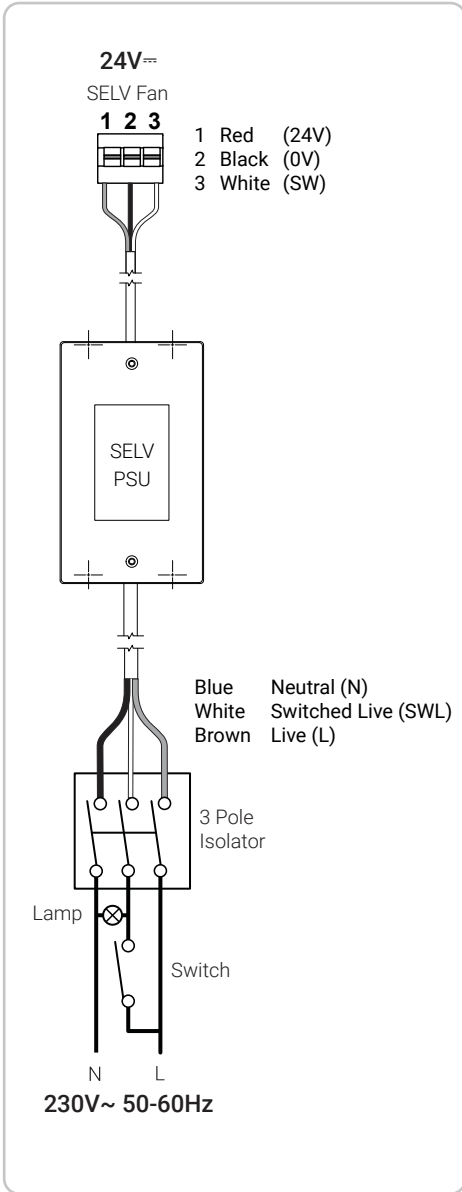 24V⎓
SELV Fan
1 2 3
1 Red (24V)
2 Black (0V)
3 White (SW)
SELV
PSU
Blue Neutral (N)
White Switched Live (SWL)
Brown Live (L)
3 Pole
Isolator
Lamp
Switch
N L
230V~ 50-60Hz